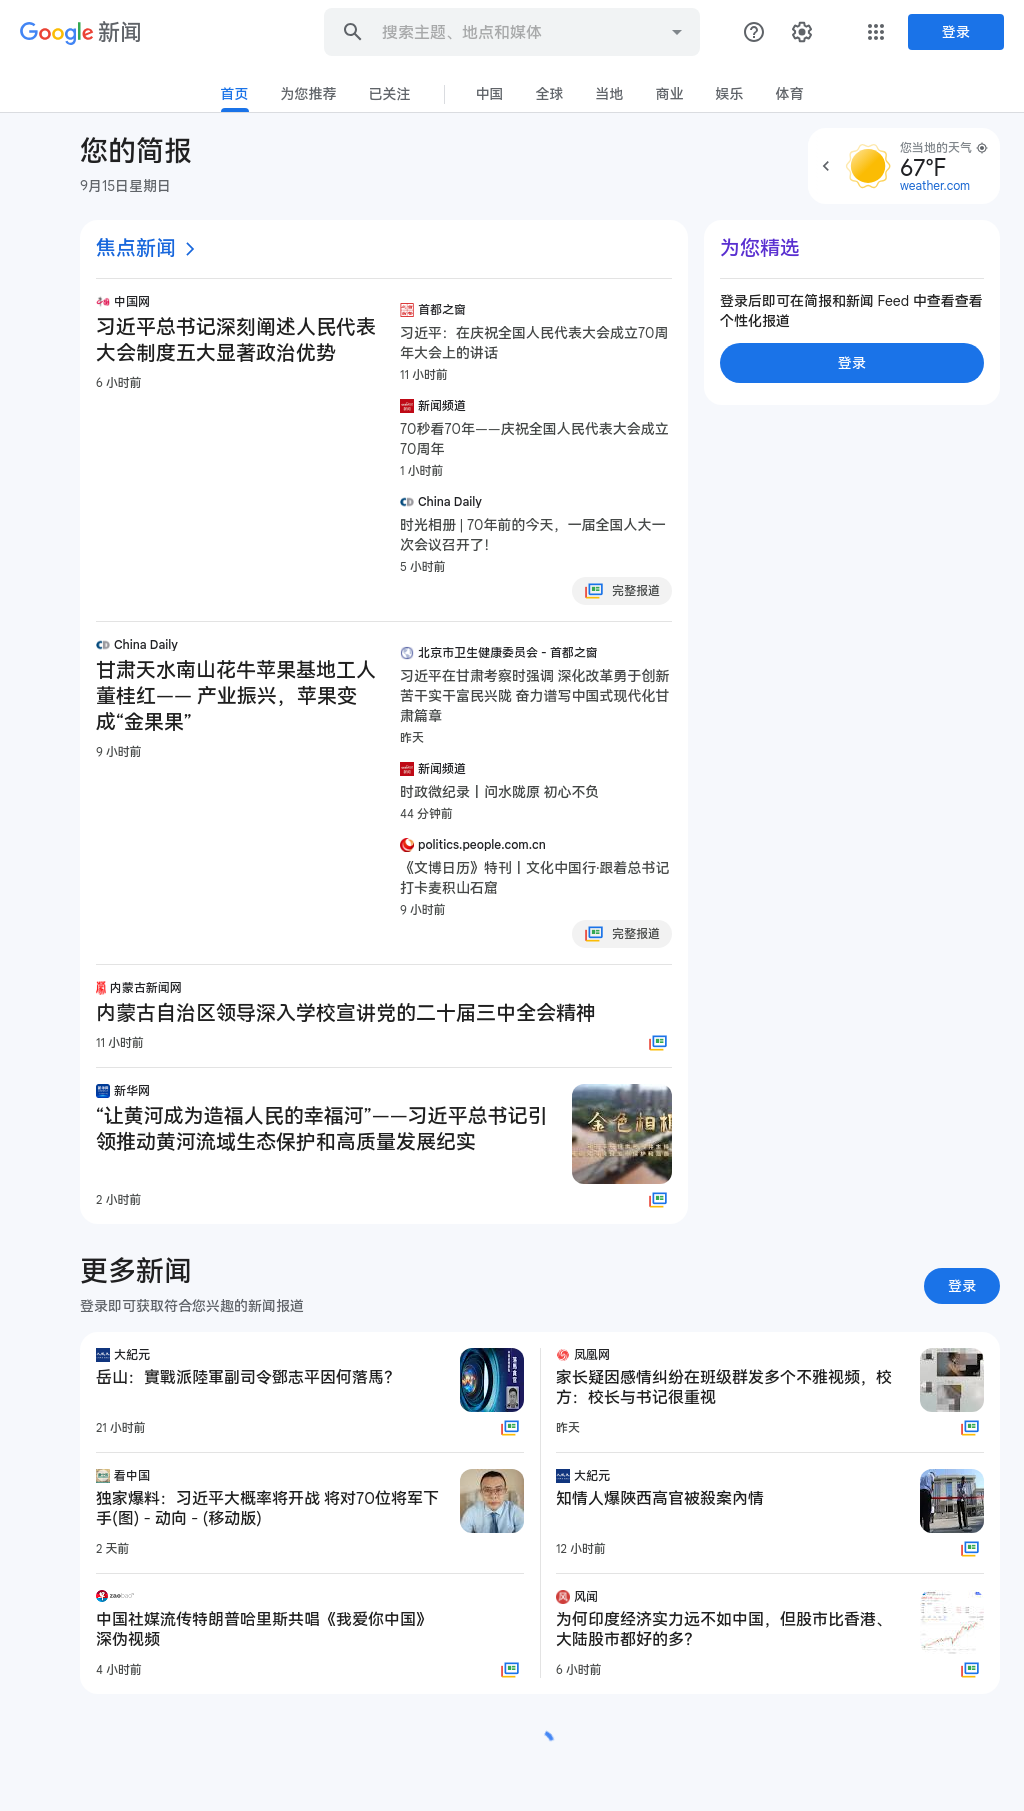 Google 新闻
搜索主题、地点和媒体
登录
首页
为您推荐
已关注
中国
全球
当地
商业
娱乐
体育
您的简报
9月15日星期日
您当地的天气
67°F
weather.com
焦点新闻
中国网
习近平总书记深刻阐述人民代表
大会制度五大显著政治优势
6 小时前
首都之窗
习近平：在庆祝全国人民代表大会成立70周
年大会上的讲话
11 小时前
新闻频道
70秒看70年——庆祝全国人民代表大会成立
70周年
1 小时前
China Daily
时光相册 | 70年前的今天，一届全国人大一
次会议召开了！
5 小时前
完整报道
China Daily
甘肃天水南山花牛苹果基地工人
董桂红—— 产业振兴，苹果变
成“金果果”
9 小时前
北京市卫生健康委员会 - 首都之窗
习近平在甘肃考察时强调 深化改革勇于创新
苦干实干富民兴陇 奋力谱写中国式现代化甘
肃篇章
昨天
新闻频道
时政微纪录丨问水陇原 初心不负
44 分钟前
politics.people.com.cn
《文博日历》特刊丨文化中国行·跟着总书记
打卡麦积山石窟
9 小时前
完整报道
内蒙古新闻网
内蒙古自治区领导深入学校宣讲党的二十届三中全会精神
11 小时前
新华网
“让黄河成为造福人民的幸福河”——习近平总书记引
领推动黄河流域生态保护和高质量发展纪实
金色相框
2 小时前
为您精选
登录后即可在简报和新闻 Feed 中查看查看
个性化报道
登录
更多新闻
登录即可获取符合您兴趣的新闻报道
登录
大紀元
岳山：實戰派陸軍副司令鄧志平因何落馬？
21 小时前
凤凰网
家长疑因感情纠纷在班级群发多个不雅视频，校
方：校长与书记很重视
昨天
看中国
独家爆料：习近平大概率将开战 将对70位将军下
手(图) - 动向 - (移动版)
2 天前
大紀元
知情人爆陝西高官被殺案內情
12 小时前
zaobao
中国社媒流传特朗普哈里斯共唱《我爱你中国》
深伪视频
4 小时前
风闻
为何印度经济实力远不如中国，但股市比香港、
大陆股市都好的多？
6 小时前